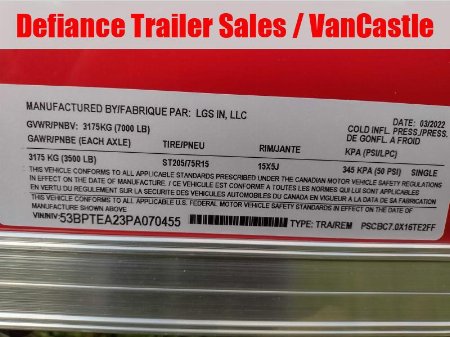 Defiance Trailer Sales / VanCastle
MANUFACTURED BY/FABRIQUE PAR: LGS IN, LLC
DATE: 03/2022
GVWR/PNBV: 3175KG (7000 LB)
COLD INFL. PRESS./PRESS.
DE GONFL. A FROID
GAWR/PNBE (EACH AXLE) TIRE/PNEU RIM/JANTE KPA (PSI/LPC)
3175 KG (3500 LB) ST205/75R15 15X5J 345 KPA (50 PSI) SINGLE
THIS VEHICLE CONFORMS TO ALL APPLICABLE STANDARDS PRESCRIBED UNDER THE CANADIAN MOTOR VEHICLE SAFETY REGULATIONS
IN EFFECT ON THE DATE OF MANUFACTURE. / CE VEHICULE EST CONFORME A TOUTES LES NORMES QUI LUI SONT APPLICABLES
EN VERTU DU REGLEMENT SUR LA SECURITE DES VEHICULES AUTOMOBILES DU CANADA EN VIGUEUR A LA DATE DE SA FABRICATION
THIS VEHICLE CONFORMS TO ALL APPLICABLE U.S. FEDERAL MOTOR VEHICLE SAFETY STANDARDS IN EFFECT ON THE DATE OF
MANUFACTURE SHOWN ABOVE.
VIN/NIV: 53BPTEA23PA070455 TYPE: TRA/REM PSCBC7.0X16TE2FF